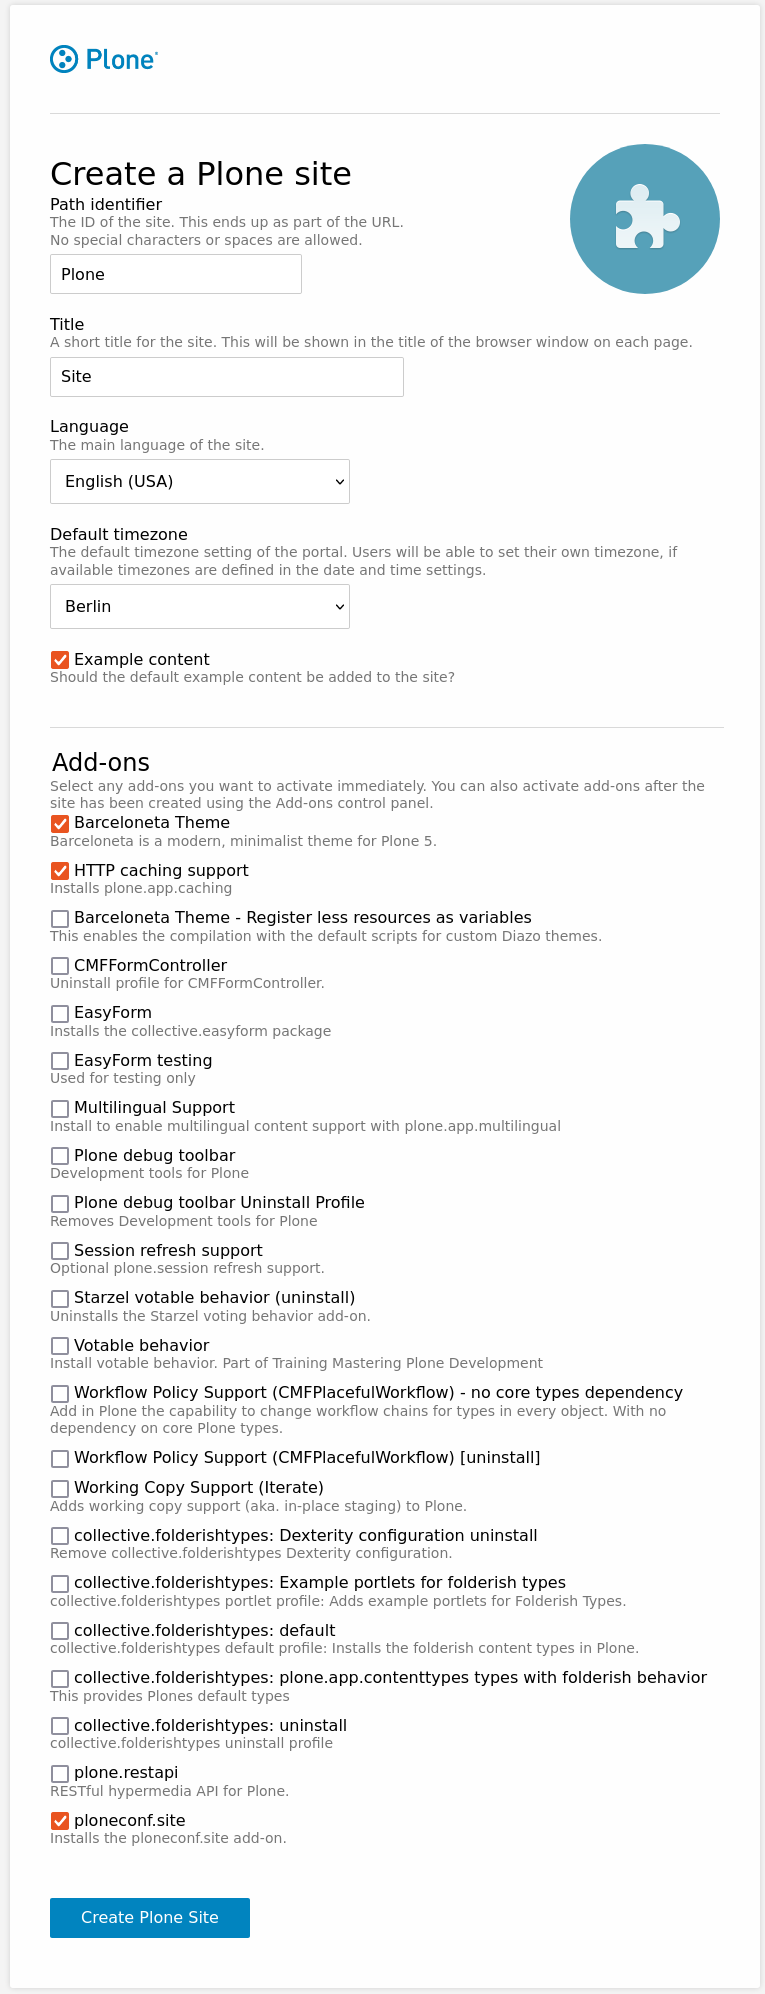 Plone®
Create a Plone site
Path identifier
The ID of the site. This ends up as part of the URL.
No special characters or spaces are allowed.
Plone
Title
A short title for the site. This will be shown in the title of the browser window on each page.
Site
Language
The main language of the site.
English (USA)
Default timezone
The default timezone setting of the portal. Users will be able to set their own timezone, if
available timezones are defined in the date and time settings.
Berlin
Example content
Should the default example content be added to the site?
Add-ons
Select any add-ons you want to activate immediately. You can also activate add-ons after the
site has been created using the Add-ons control panel.
Barceloneta Theme
Barceloneta is a modern, minimalist theme for Plone 5.
HTTP caching support
Installs plone.app.caching
Barceloneta Theme - Register less resources as variables
This enables the compilation with the default scripts for custom Diazo themes.
CMFFormController
Uninstall profile for CMFFormController.
EasyForm
Installs the collective.easyform package
EasyForm testing
Used for testing only
Multilingual Support
Install to enable multilingual content support with plone.app.multilingual
Plone debug toolbar
Development tools for Plone
Plone debug toolbar Uninstall Profile
Removes Development tools for Plone
Session refresh support
Optional plone.session refresh support.
Starzel votable behavior (uninstall)
Uninstalls the Starzel voting behavior add-on.
Votable behavior
Install votable behavior. Part of Training Mastering Plone Development
Workflow Policy Support (CMFPlacefulWorkflow) - no core types dependency
Add in Plone the capability to change workflow chains for types in every object. With no
dependency on core Plone types.
Workflow Policy Support (CMFPlacefulWorkflow) [uninstall]
Working Copy Support (Iterate)
Adds working copy support (aka. in-place staging) to Plone.
collective.folderishtypes: Dexterity configuration uninstall
Remove collective.folderishtypes Dexterity configuration.
collective.folderishtypes: Example portlets for folderish types
collective.folderishtypes portlet profile: Adds example portlets for Folderish Types.
collective.folderishtypes: default
collective.folderishtypes default profile: Installs the folderish content types in Plone.
collective.folderishtypes: plone.app.contenttypes types with folderish behavior
This provides Plones default types
collective.folderishtypes: uninstall
collective.folderishtypes uninstall profile
plone.restapi
RESTful hypermedia API for Plone.
ploneconf.site
Installs the ploneconf.site add-on.
Create Plone Site